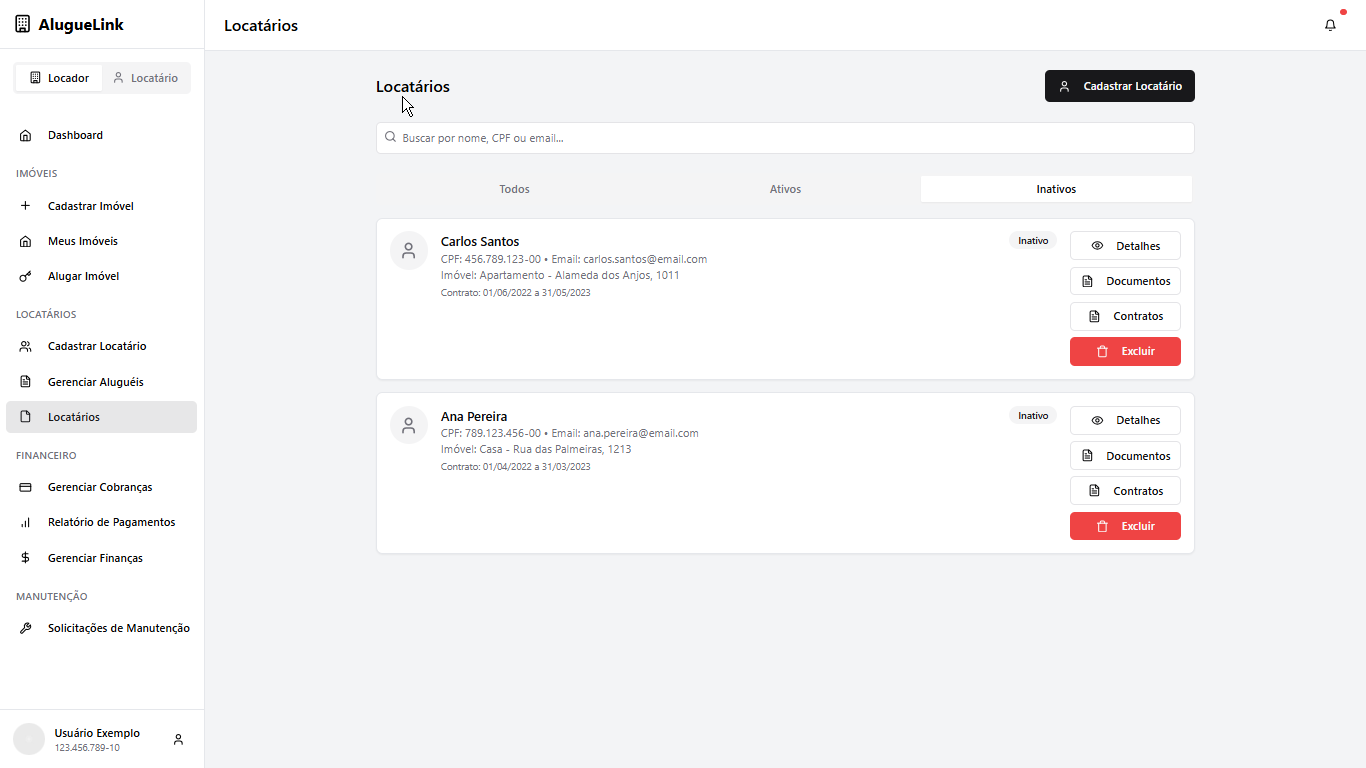 AlugueLink
Locador
Locatário
Dashboard
IMÓVEIS
Cadastrar Imóvel
Meus Imóveis
Alugar Imóvel
LOCATÁRIOS
Cadastrar Locatário
Gerenciar Aluguéis
Locatários
FINANCEIRO
Gerenciar Cobranças
Relatório de Pagamentos
Gerenciar Finanças
MANUTENÇÃO
Solicitações de Manutenção
Usuário Exemplo
123.456.789-10
Locatários
Locatários
Cadastrar Locatário
Buscar por nome, CPF ou email...
Todos
Ativos
Inativos
Carlos Santos
CPF: 456.789.123-00 • Email: carlos.santos@email.com
Imóvel: Apartamento - Alameda dos Anjos, 1011
Contrato: 01/06/2022 a 31/05/2023
Inativo
Detalhes
Documentos
Contratos
Excluir
Ana Pereira
CPF: 789.123.456-00 • Email: ana.pereira@email.com
Imóvel: Casa - Rua das Palmeiras, 1213
Contrato: 01/04/2022 a 31/03/2023
Inativo
Detalhes
Documentos
Contratos
Excluir